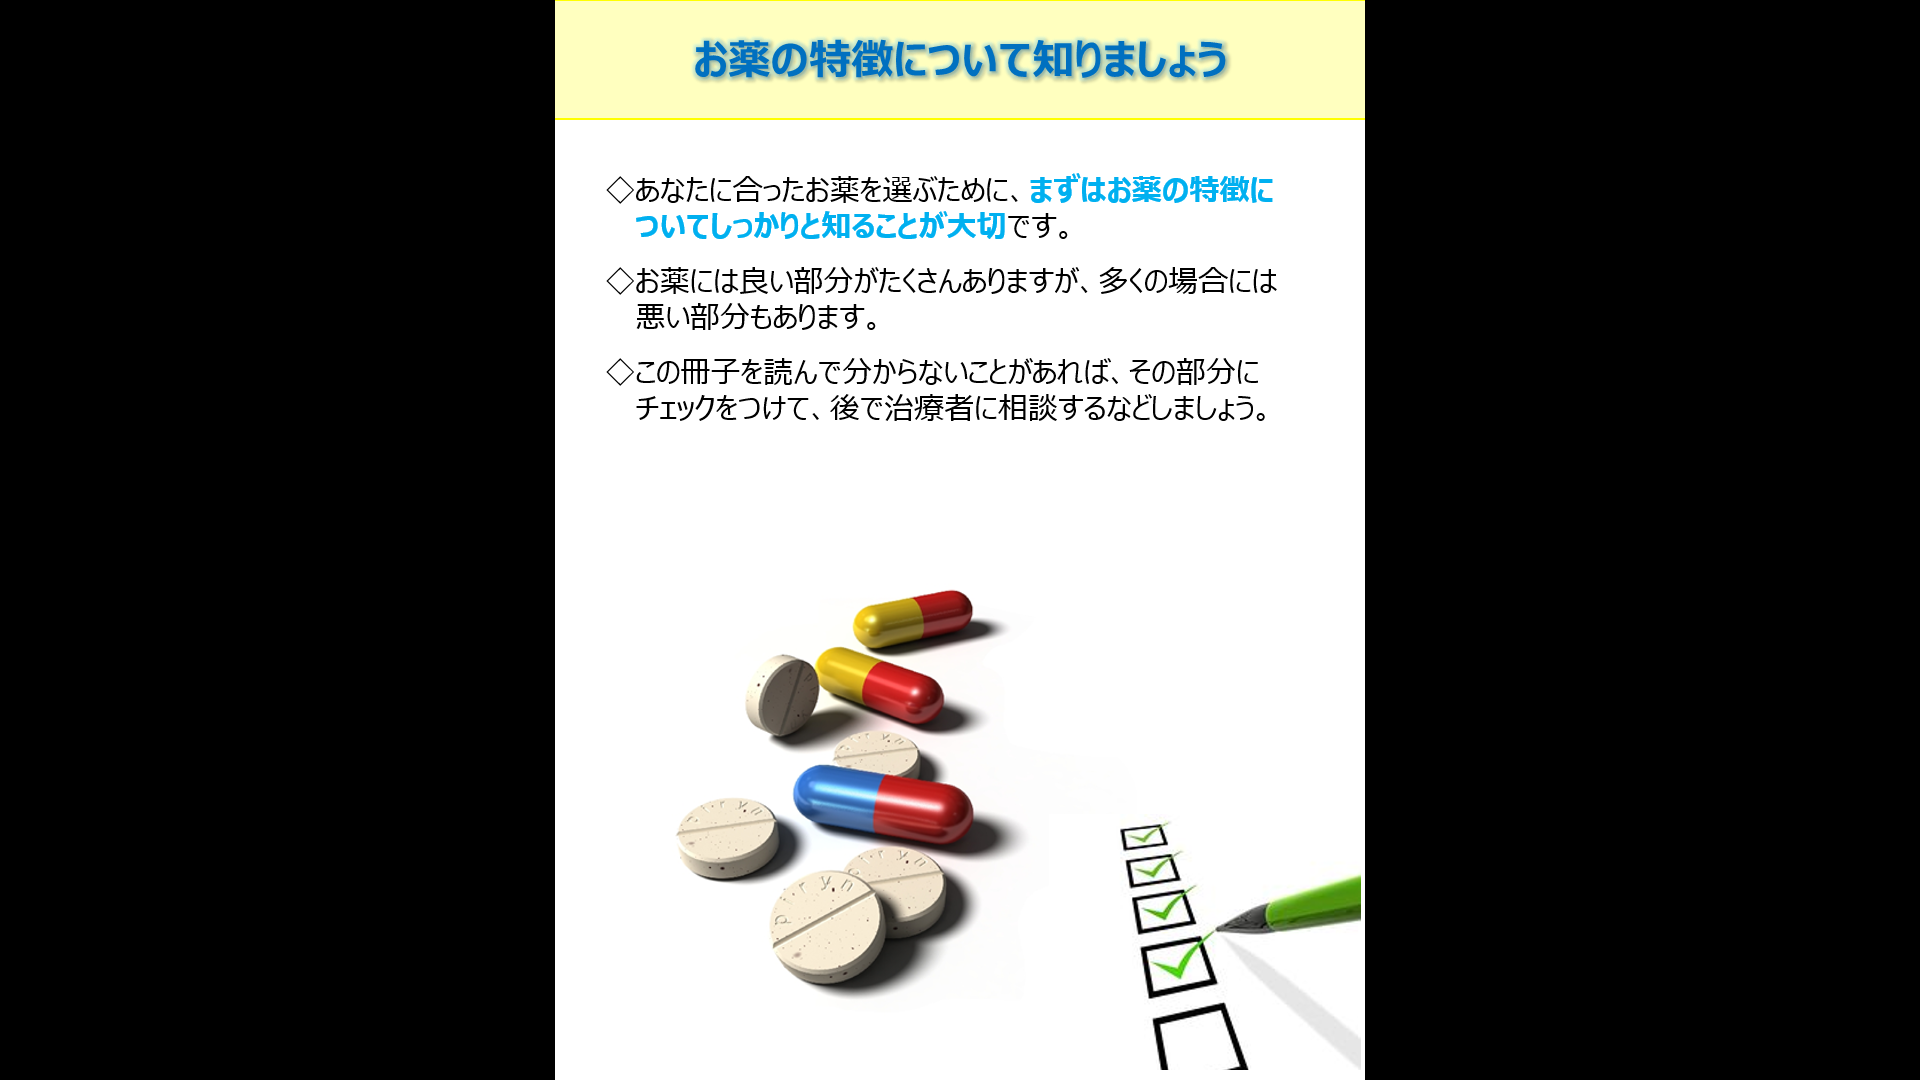 お薬の特徴について知りましょう
◇あなたに合ったお薬を選ぶために、まずはお薬の特徴に
ついてしっかりと知ることが大切です。
◇お薬には良い部分がたくさんありますが、多くの場合には
悪い部分もあります。
◇この冊子を読んで分からないことがあれば、その部分に
チェックをつけて、後で治療者に相談するなどしましょう。